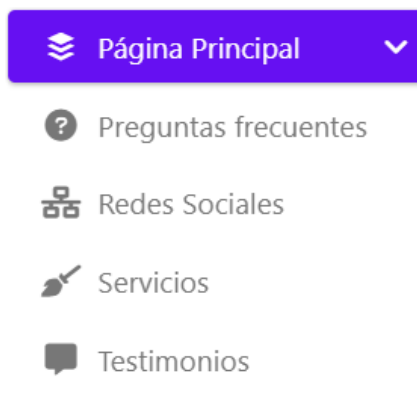 Página Principal
Preguntas frecuentes
Redes Sociales
Servicios
Testimonios